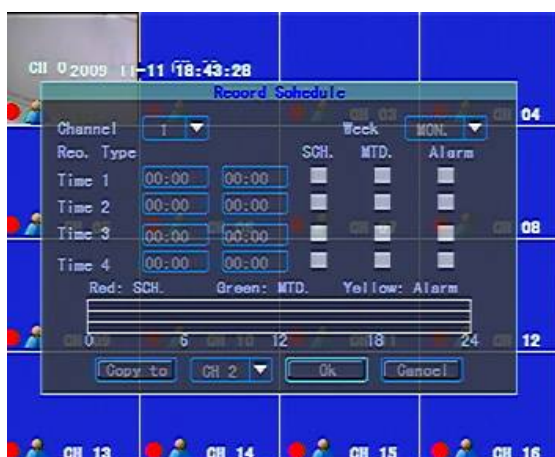 CH 0 2009 11-11 18:43:28
Record Schedule
04
Channel 1 Week MON.
Rec. Type SCH. MTD. Alarm
Time 1 00:00 00:00
Time 2 00:00 00:00
Time 3 00:00 00:00
08
Time 4 00:00 00:00
Red: SCH. Green: MTD. Yellow: Alarm
0 6 12 18 24
12
Copy to CH 2 Ok Cancel
CH 13 CH 14 CH 15 CH 16